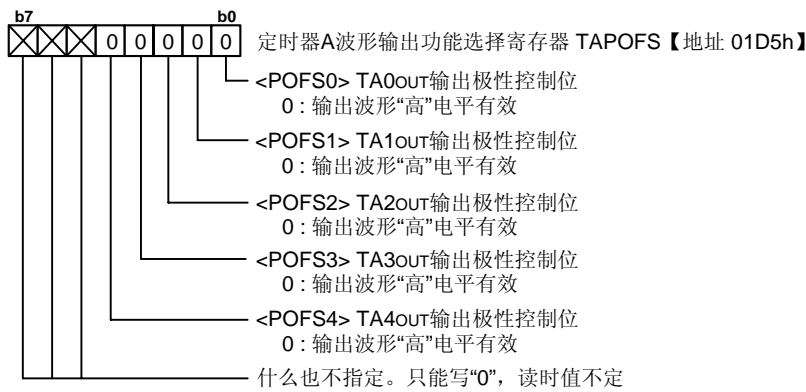 b7 b0
0 0 0 0 0 定时器A波形输出功能选择寄存器 TAPOFS【地址 01D5h】
<POFS0> TA0OUT输出极性控制位
0 : 输出波形“高”电平有效
<POFS1> TA1OUT输出极性控制位
0 : 输出波形“高”电平有效
<POFS2> TA2OUT输出极性控制位
0 : 输出波形“高”电平有效
<POFS3> TA3OUT输出极性控制位
0 : 输出波形“高”电平有效
<POFS4> TA4OUT输出极性控制位
0 : 输出波形“高”电平有效
什么也不指定。只能写“0”，读时值不定